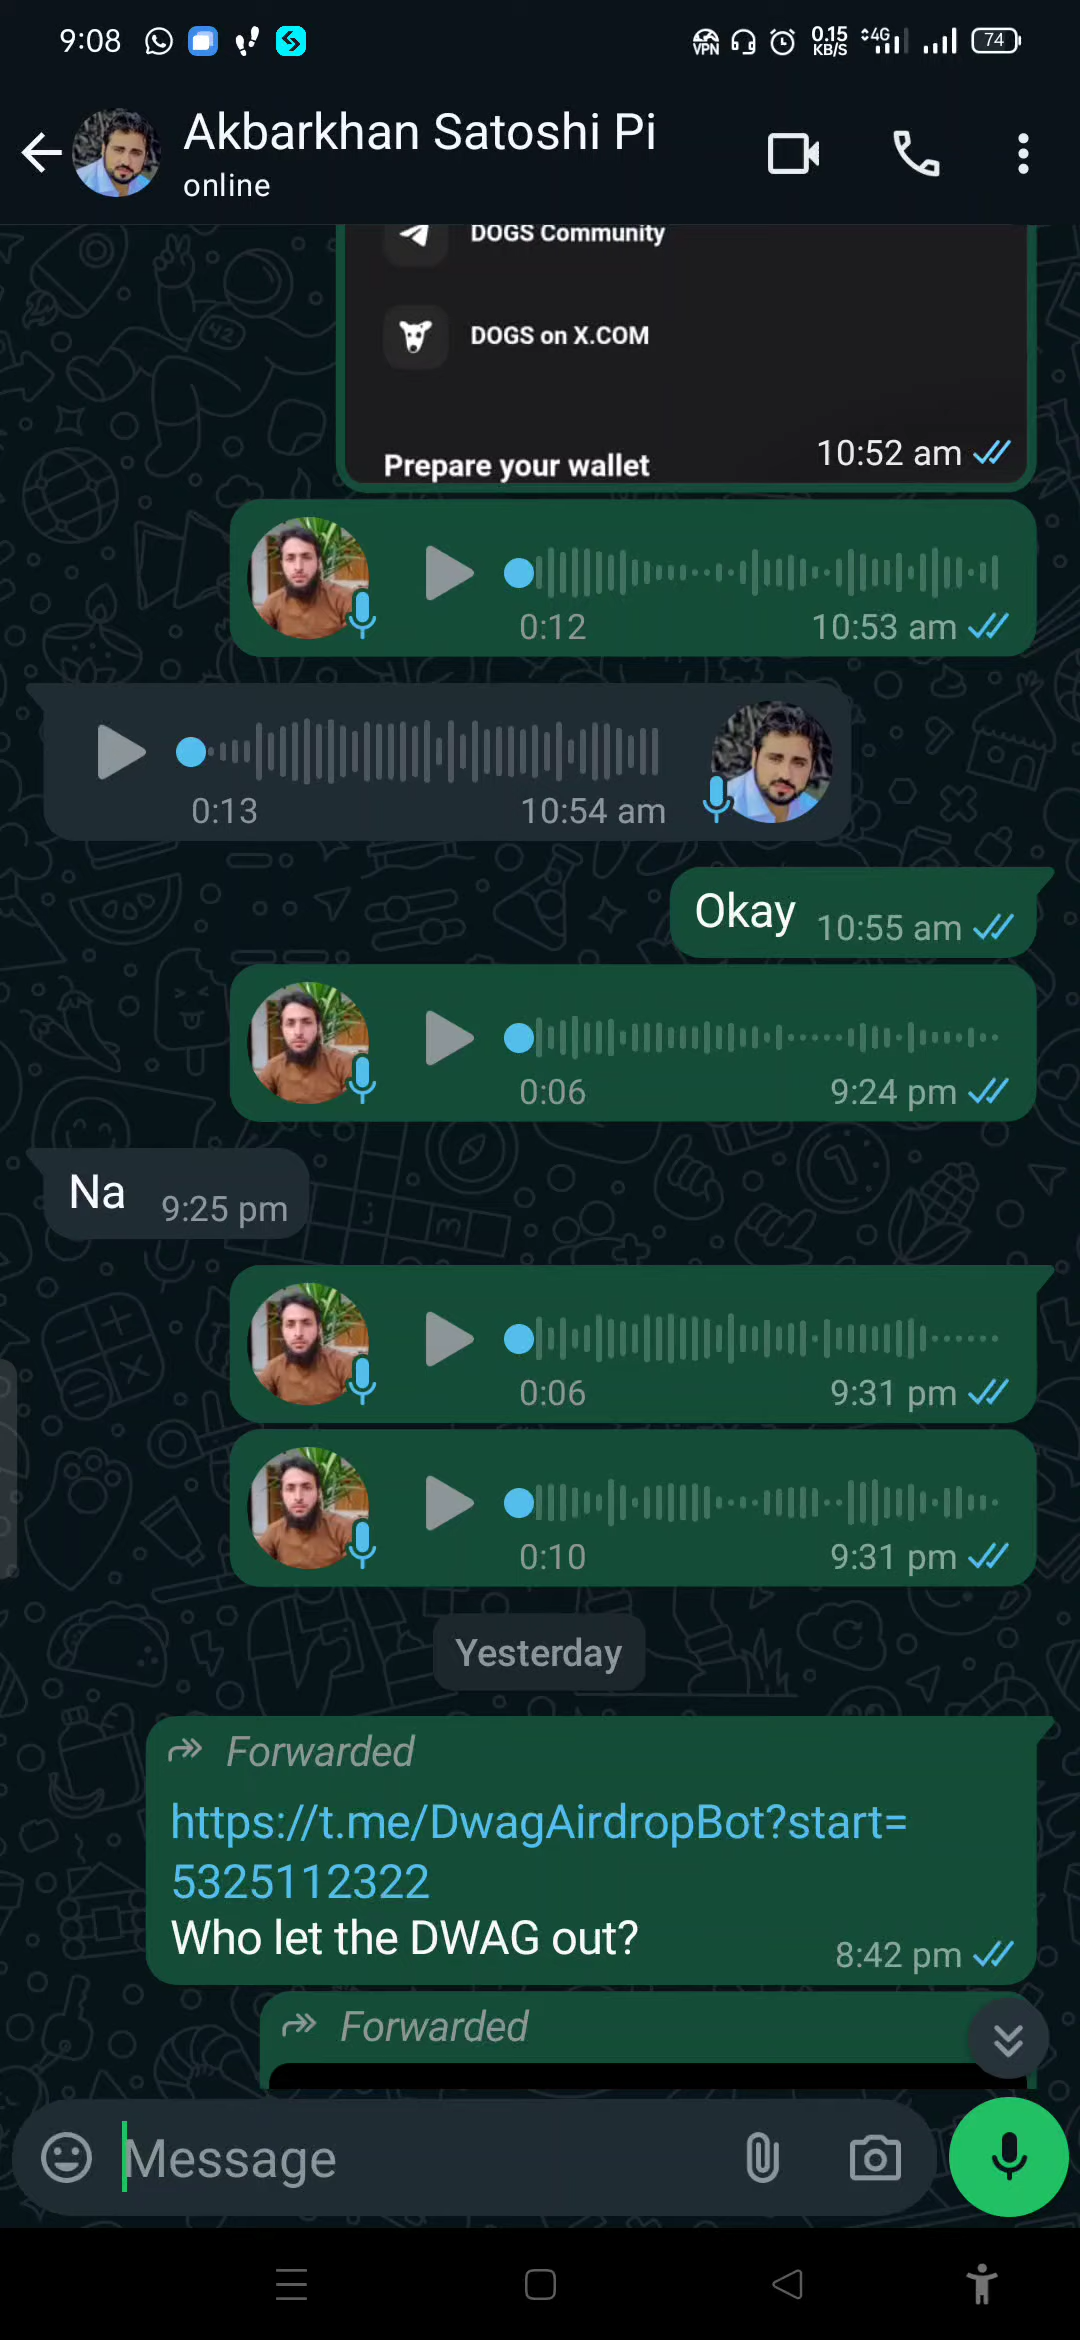 9:08
VPN
0.15
KB/S
4G
74
Akbarkhan Satoshi Pi
online
DOGS Community
DOGS on X.COM
Prepare your wallet
10:52 am
0:12
10:53 am
0:13
10:54 am
Okay
10:55 am
0:06
9:24 pm
Na
9:25 pm
0:06
9:31 pm
0:10
9:31 pm
Yesterday
Forwarded
https://t.me/DwagAirdropBot?start=
5325112322
Who let the DWAG out?
8:42 pm
Forwarded
Message